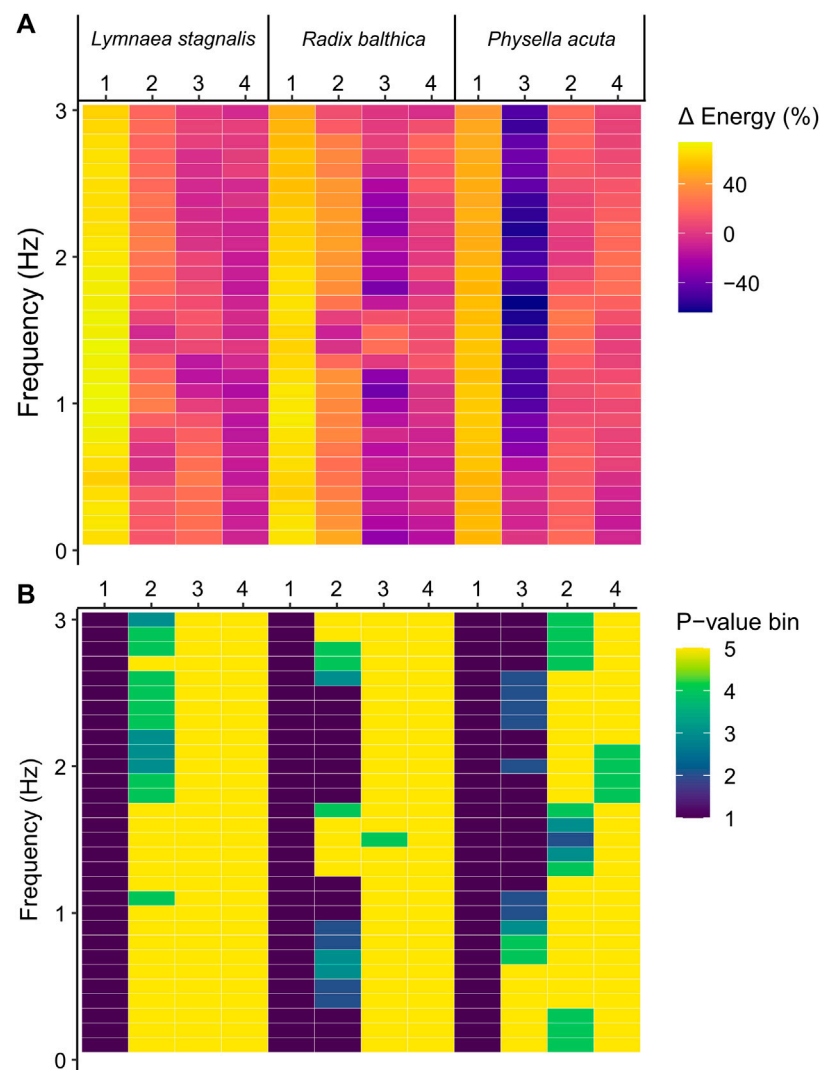 A
Lymnaea stagnalis Radix balthica Physella acuta
1 2 3 4 1 2 3 4 1 3 2 4
Frequency (Hz)
3
2
1
0
Δ Energy (%)
40
0
−40
B
1 2 3 4 1 2 3 4 1 3 2 4
Frequency (Hz)
3
2
1
0
P−value bin
5
4
3
2
1